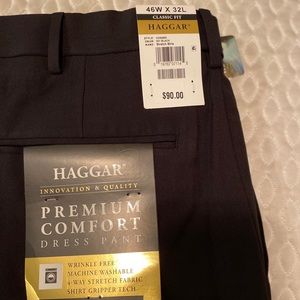 46W X 32L
CLASSIC FIT
HAGGAR
$90.00
HAGGAR
INNOVATION & QUALITY
PREMIUM
COMFORT
DRESS PANT
WRINKLE FREE
MACHINE WASHABLE
4-WAY STRETCH FABRIC
SHIRT GRIPPER TECH